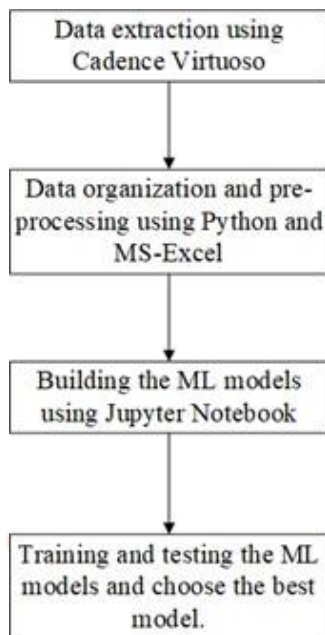 Data extraction using
Cadence Virtuoso
Data organization and pre-
processing using Python and
MS-Excel
Building the ML models
using Jupyter Notebook
Training and testing the ML
models and choose the best
model.